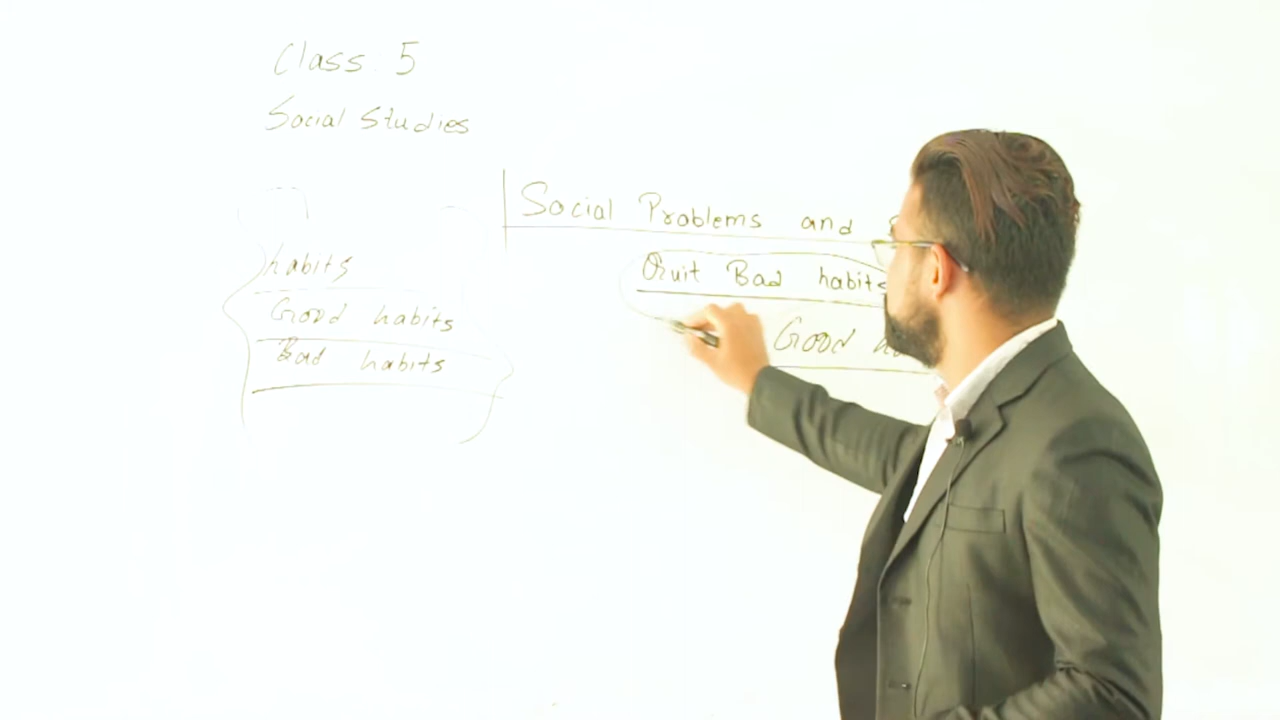 Class : 5
Social Studies
Social Problems and
habits
Good habits
Bad habits
Quit Bad habits
Good